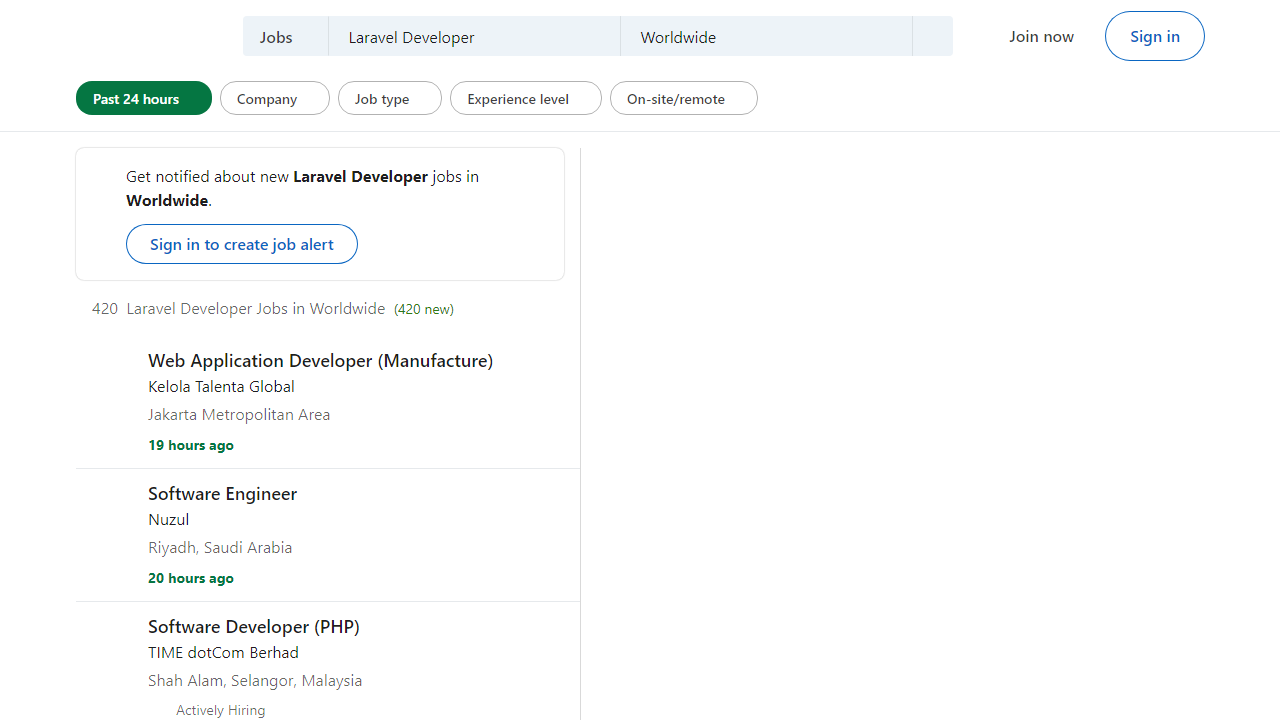 Jobs
Laravel Developer
Worldwide
Join now
Sign in
Past 24 hours
Company
Job type
Experience level
On-site/remote
Get notified about new Laravel Developer jobs in
Worldwide.
Sign in to create job alert
420 Laravel Developer Jobs in Worldwide (420 new)
Web Application Developer (Manufacture)
Kelola Talenta Global
Jakarta Metropolitan Area
19 hours ago
Software Engineer
Nuzul
Riyadh, Saudi Arabia
20 hours ago
Software Developer (PHP)
TIME dotCom Berhad
Shah Alam, Selangor, Malaysia
Actively Hiring